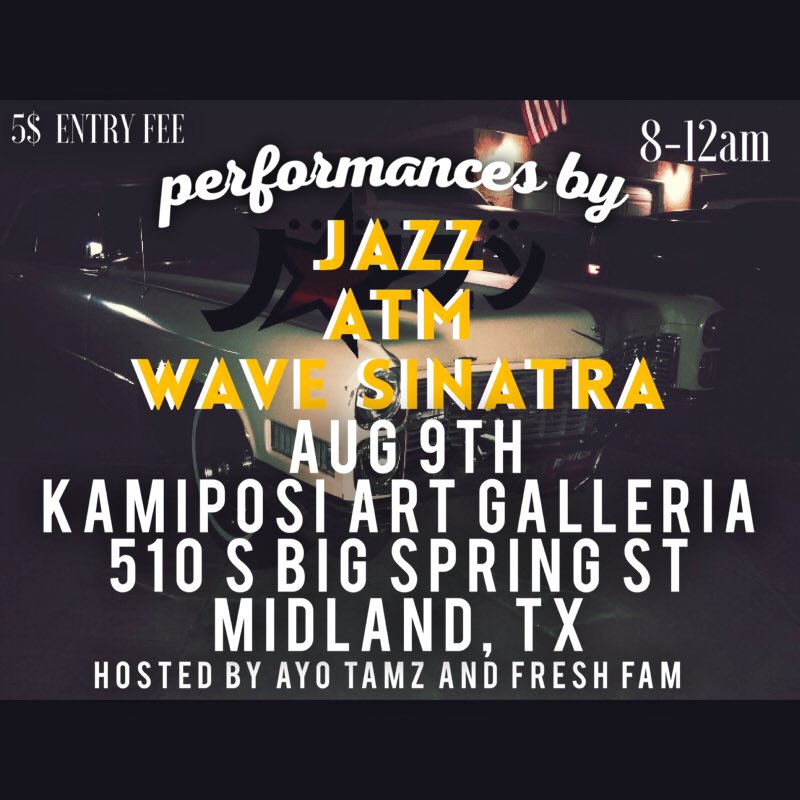 5$ ENTRY FEE
8-12am
performances by
JAZZ
ATM
WAVE SINATRA
AUG 9TH
KAMIPOSI ART GALLERIA
510 S BIG SPRING ST
MIDLAND, TX
HOSTED BY AYO TAMZ AND FRESH FAM